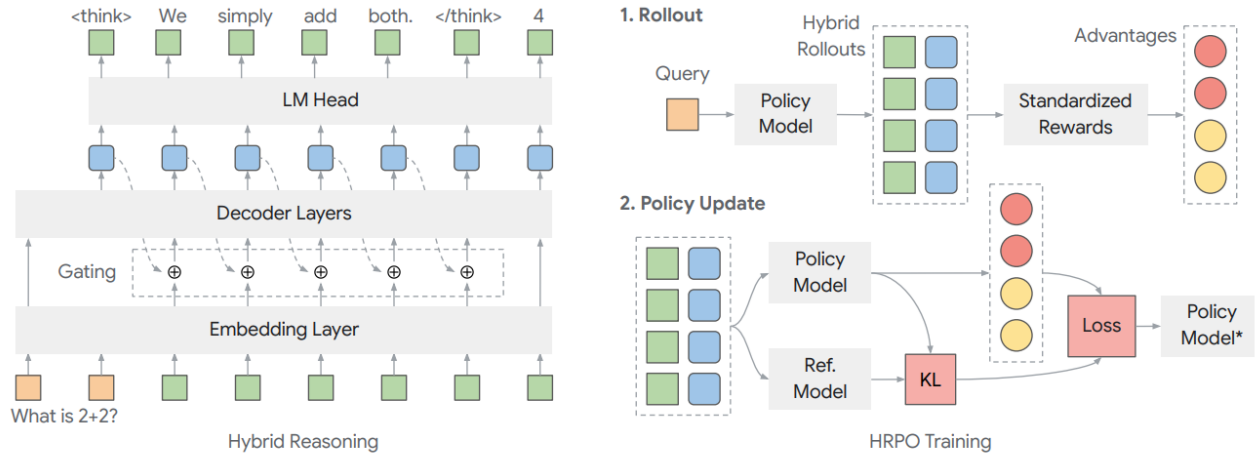 <think> We simply add both. </think> 4
LM Head
Decoder Layers
Gating
⊕ ⊕ ⊕ ⊕ ⊕
Embedding Layer
What is 2+2?
Hybrid Reasoning
1. Rollout
Hybrid
Rollouts
Advantages
Query
Policy
Model
Standardized
Rewards
2. Policy Update
Policy
Model
Ref.
Model
KL
Loss
Policy
Model*
HRPO Training